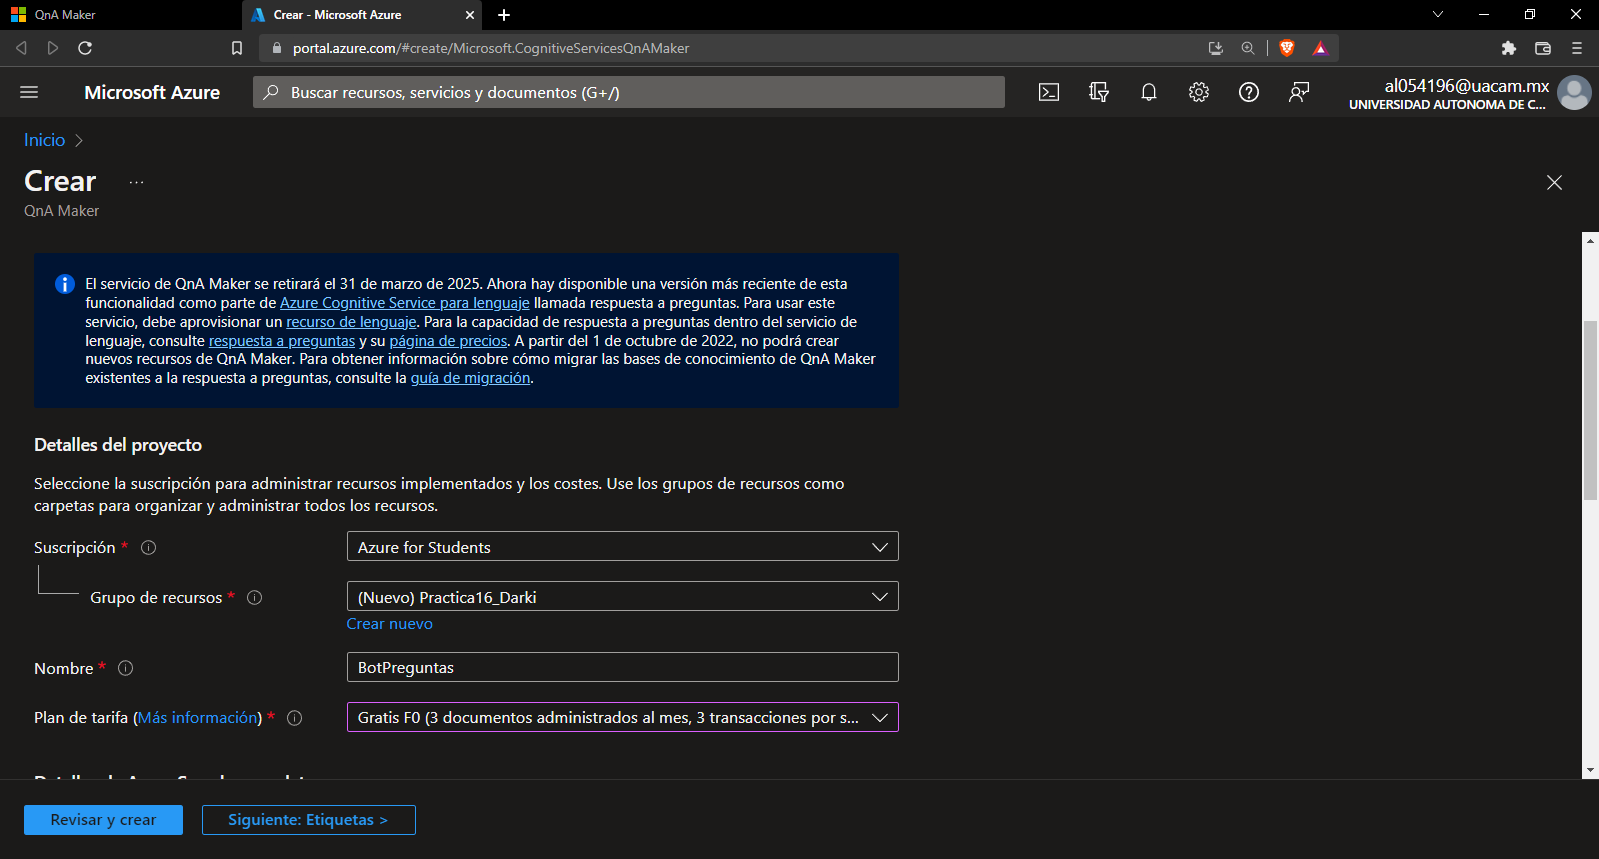 QnA Maker
Crear - Microsoft Azure
portal.azure.com/#create/Microsoft.CognitiveServicesQnAMaker
Microsoft Azure
Buscar recursos, servicios y documentos (G+/)
al054196@uacam.mx
UNIVERSIDAD AUTONOMA DE C...
Inicio >
Crear ...
QnA Maker
El servicio de QnA Maker se retirará el 31 de marzo de 2025. Ahora hay disponible una versión más reciente de esta
funcionalidad como parte de Azure Cognitive Service para lenguaje llamada respuesta a preguntas. Para usar este
servicio, debe aprovisionar un recurso de lenguaje. Para la capacidad de respuesta a preguntas dentro del servicio de
lenguaje, consulte respuesta a preguntas y su página de precios. A partir del 1 de octubre de 2022, no podrá crear
nuevos recursos de QnA Maker. Para obtener información sobre cómo migrar las bases de conocimiento de QnA Maker
existentes a la respuesta a preguntas, consulte la guía de migración.
Detalles del proyecto
Seleccione la suscripción para administrar recursos implementados y los costes. Use los grupos de recursos como
carpetas para organizar y administrar todos los recursos.
Suscripción *
Azure for Students
Grupo de recursos *
(Nuevo) Practica16_Darki
Crear nuevo
Nombre *
BotPreguntas
Plan de tarifa (Más información) *
Gratis F0 (3 documentos administrados al mes, 3 transacciones por s...
Revisar y crear
Siguiente: Etiquetas >